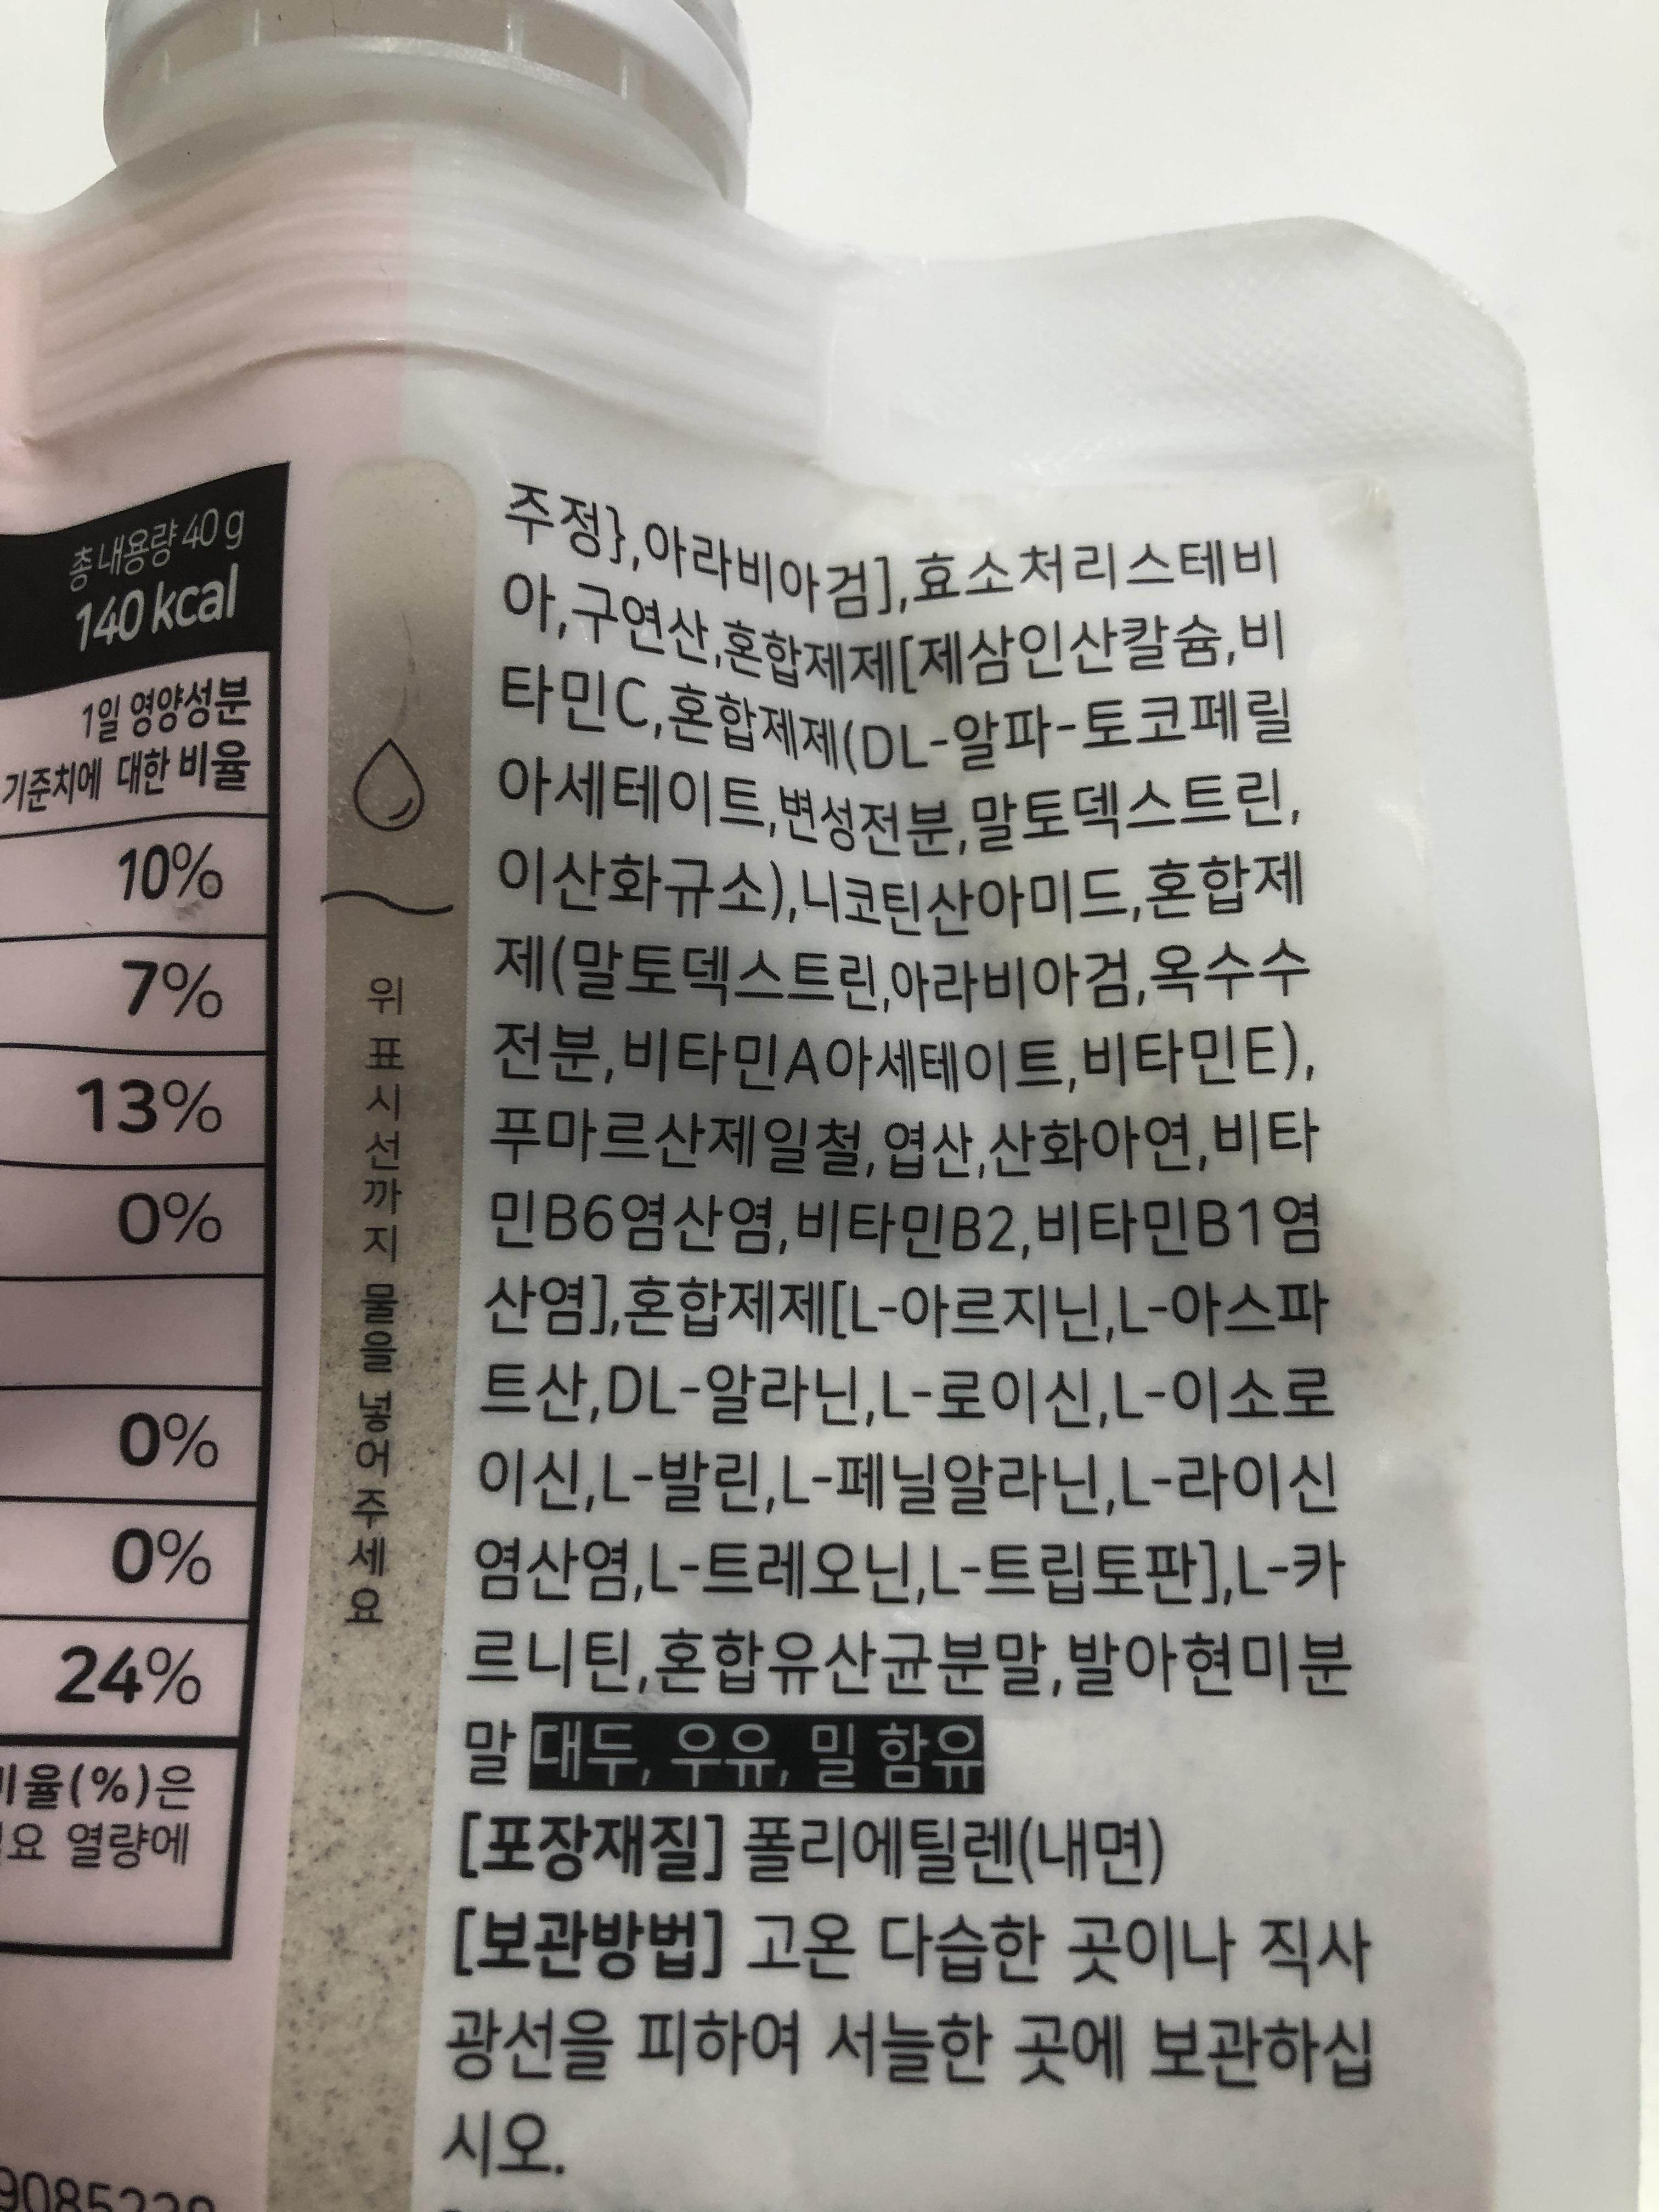 총 내용량 40 g
140 kcal
1일 영양성분
기준치에 대한 비율
10%
7%
13%
0%
0%
0%
24%
비율(%)은
요 열량에
위 표시선까지 물을 넣어 주세요
주정},아라비아검],효소처리스테비
아,구연산,혼합제제[제삼인산칼슘,비
타민C,혼합제제(DL-알파-토코페릴
아세테이트,변성전분,말토덱스트린,
이산화규소),니코틴산아미드,혼합제
제(말토덱스트린,아라비아검,옥수수
전분,비타민A아세테이트,비타민E),
푸마르산제일철,엽산,산화아연,비타
민B6염산염,비타민B2,비타민B1염
산염],혼합제제[L-아르지닌,L-아스파
트산,DL-알라닌,L-로이신,L-이소로
이신,L-발린,L-페닐알라닌,L-라이신
염산염,L-트레오닌,L-트립토판],L-카
르니틴,혼합유산균분말,발아현미분
말 대두, 우유, 밀 함유
[포장재질] 폴리에틸렌(내면)
[보관방법] 고온 다습한 곳이나 직사
광선을 피하여 서늘한 곳에 보관하십
시오.